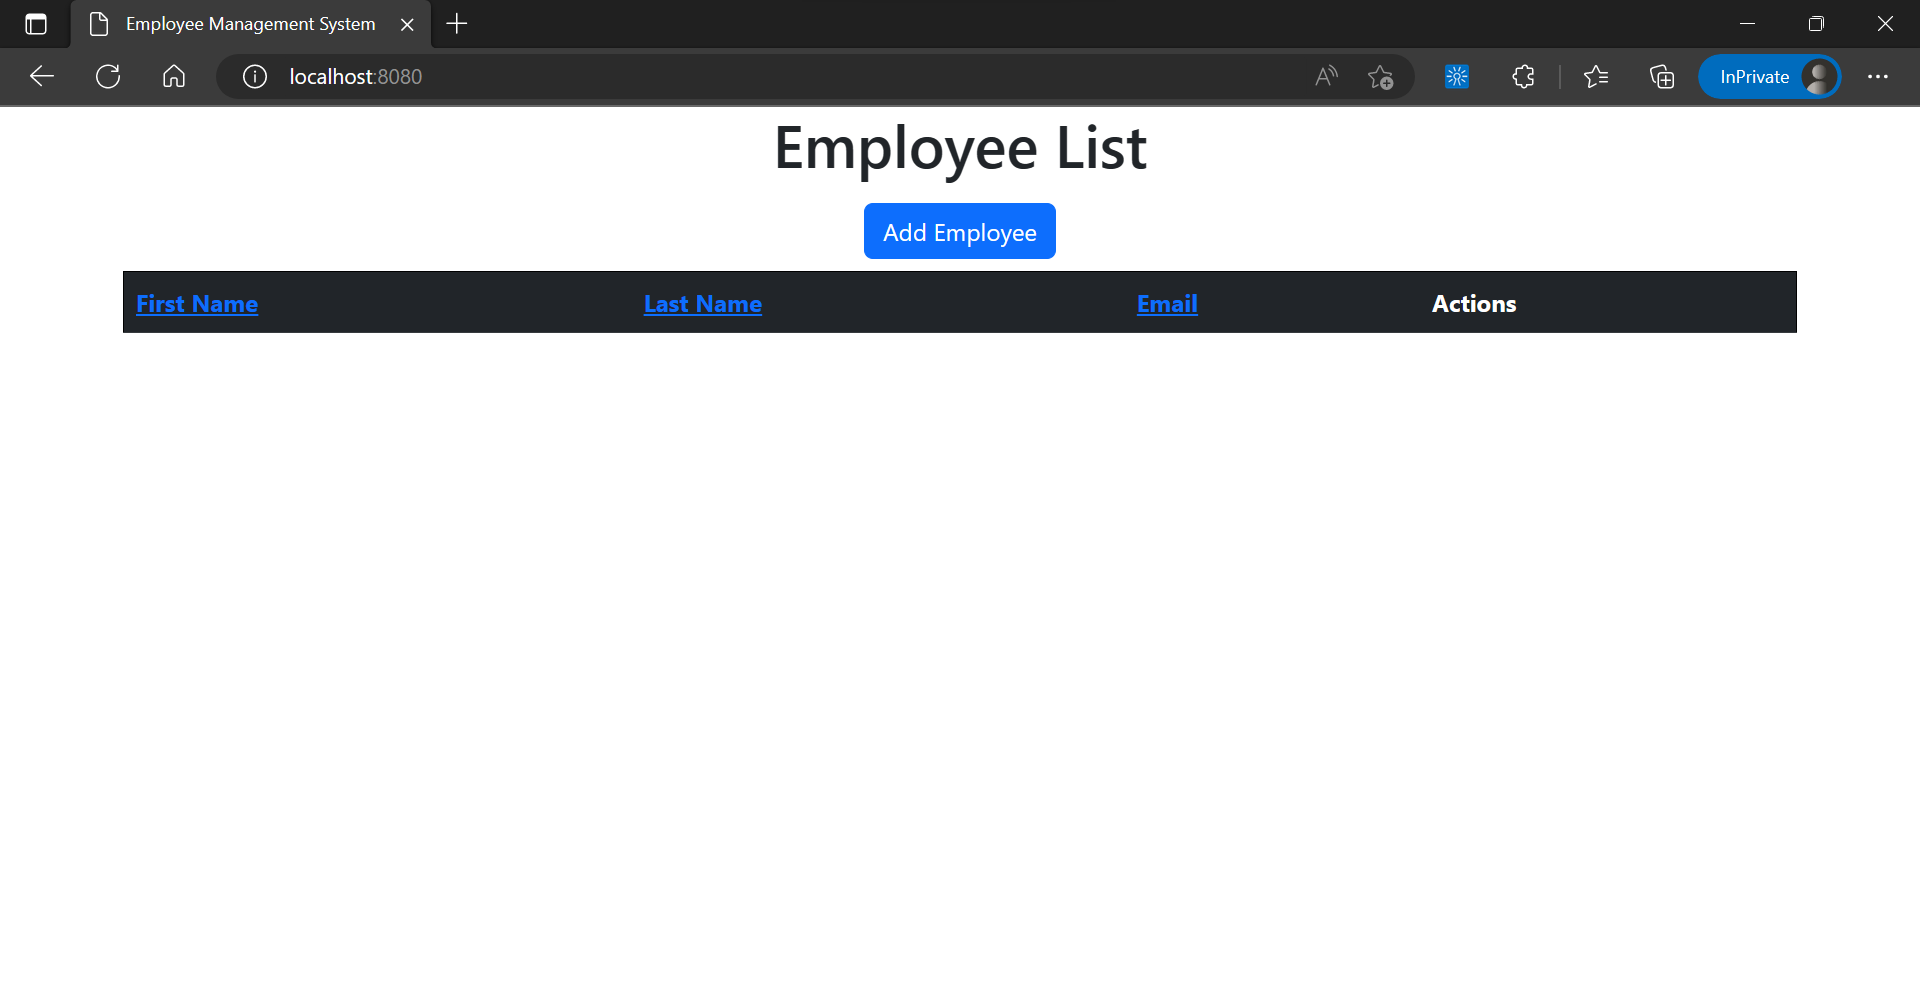 Employee Management System
localhost:8080
InPrivate
Employee List
Add Employee
First Name Last Name Email Actions